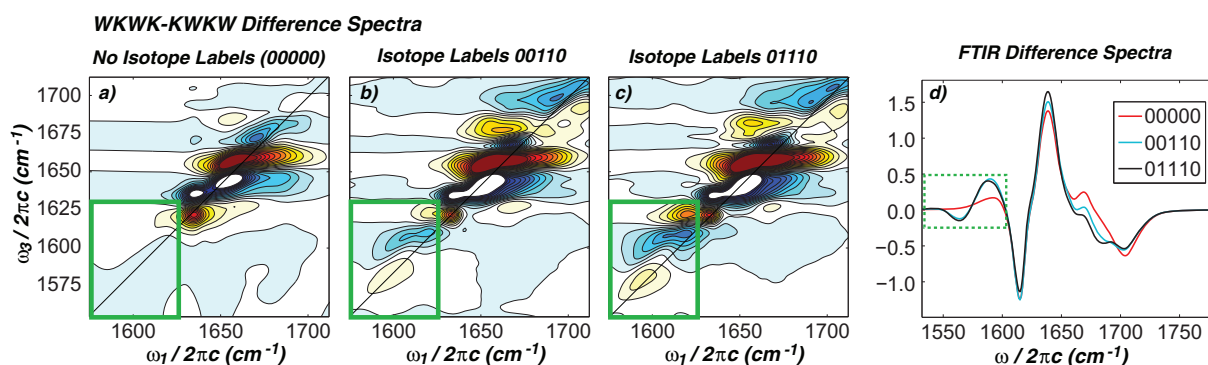 WKWK-KWKW Difference Spectra
No Isotope Labels (00000)
Isotope Labels 00110
Isotope Labels 01110
FTIR Difference Spectra
a)
b)
c)
d)
ω3 / 2πc (cm-1)
1700
1675
1650
1625
1600
1575
1600 1650 1700
1600 1650 1700
1600 1650 1700
ω1 / 2πc (cm-1)
ω1 / 2πc (cm-1)
ω1 / 2πc (cm-1)
1.5
1.0
0.5
0.0
−0.5
−1.0
00000
00110
01110
1550 1600 1650 1700 1750
ω / 2πc (cm-1)